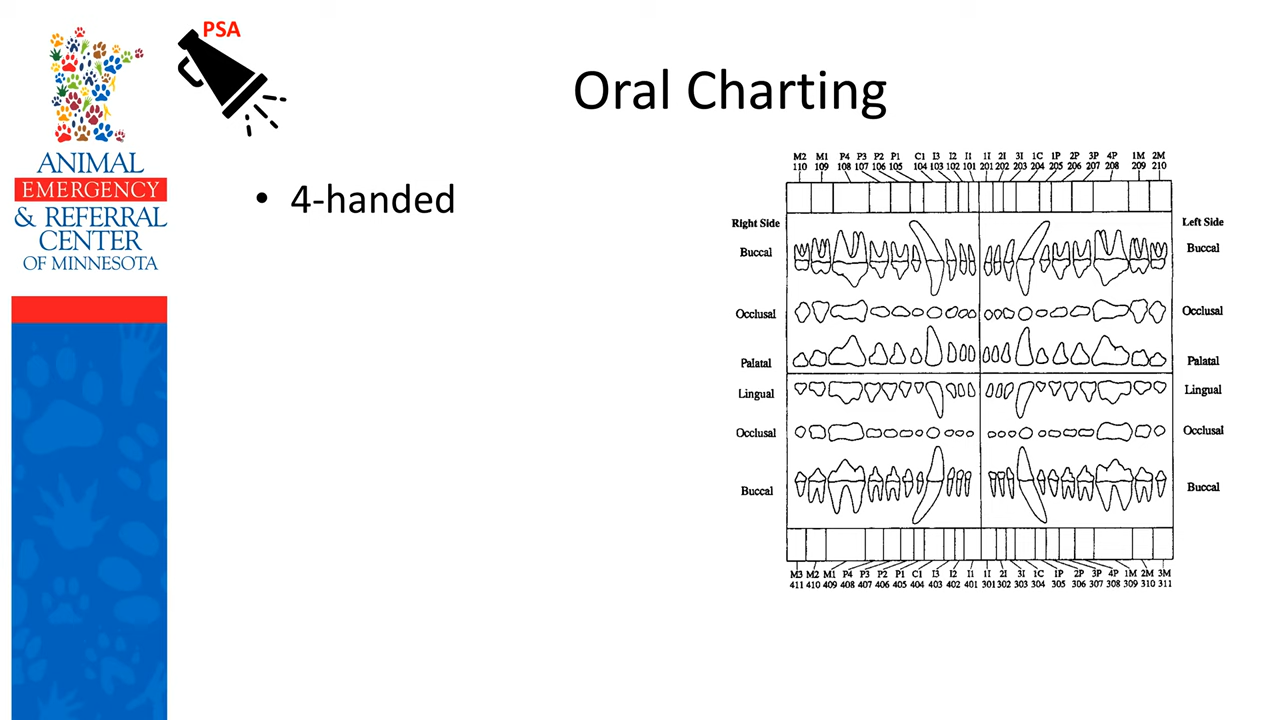 PSA
Oral Charting
ANIMAL
EMERGENCY
& REFERRAL
CENTER
OF MINNESOTA
• 4-handed
M2 M1 P4 P3 P2 P1 C1 I3 I2 I1 1I 2I 3I 1C 1P 2P 3P 4P 1M 2M
110 109 108 107 106 105 104 103 102 101 201 202 203 204 205 206 207 208 209 210
Right Side Left Side
Buccal Buccal
Occlusal Occlusal
Palatal Palatal
Lingual Lingual
Occlusal Occlusal
Buccal Buccal
M3 M2 M1 P4 P3 P2 P1 C1 I3 I2 I1 1I 2I 3I 1C 1P 2P 3P 4P 1M 2M 3M
411 410 409 408 407 406 405 404 403 402 401 301 302 303 304 305 306 307 308 309 310 311